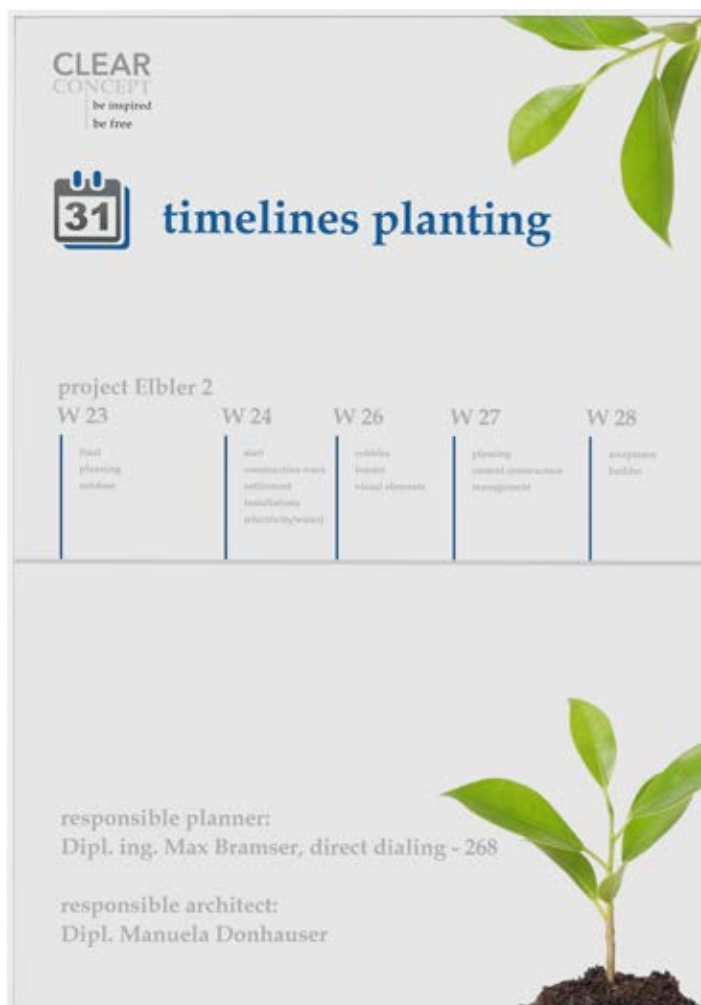 CLEAR
CONCEPT
be inspired
be free
31
timelines planting
project Elbler 2
W 23
W 24
W 26
W 27
W 28
final
planning
outdoor
start
construction work
settlement
installations
(electricity/water)
cobbles
visual elements
planting
control construction
management
acceptance
builder
responsible planner:
Dipl. ing. Max Bramser, direct dialing - 268
responsible architect:
Dipl. Manuela Donhauser